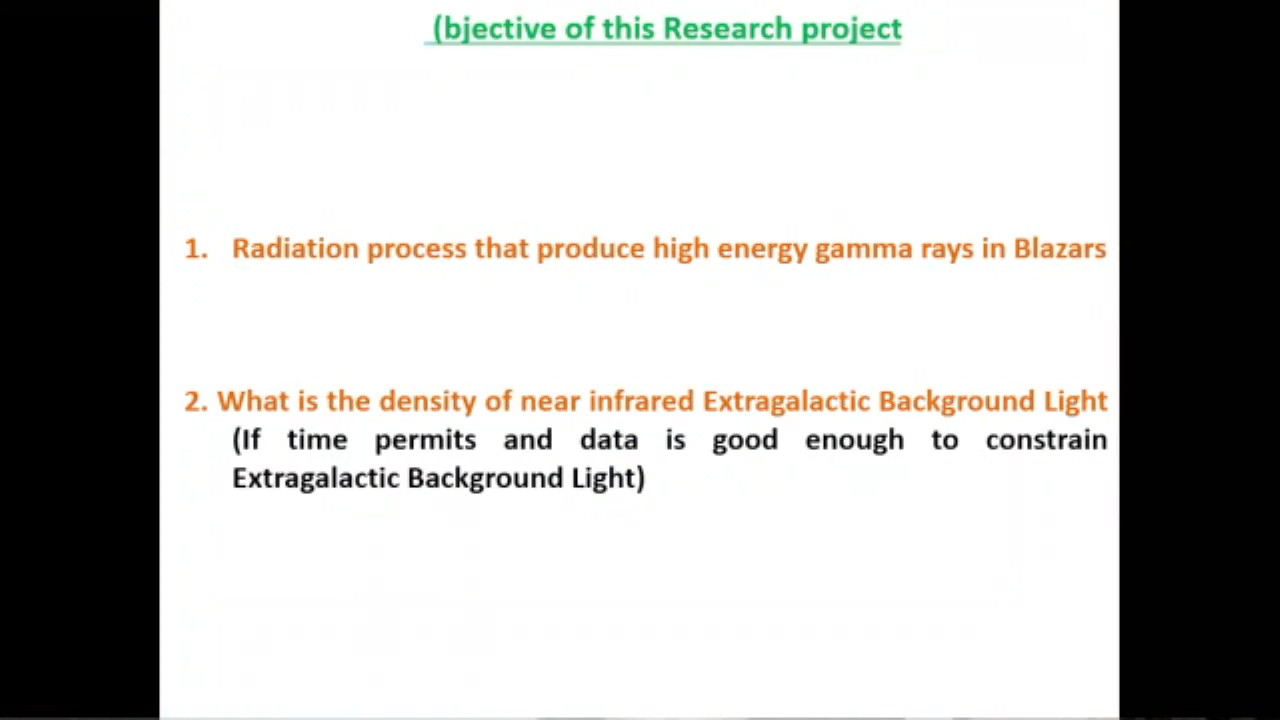 (bjective of this Research project
1. Radiation process that produce high energy gamma rays in Blazars
2. What is the density of near infrared Extragalactic Background Light
(If time permits and data is good enough to constrain
Extragalactic Background Light)